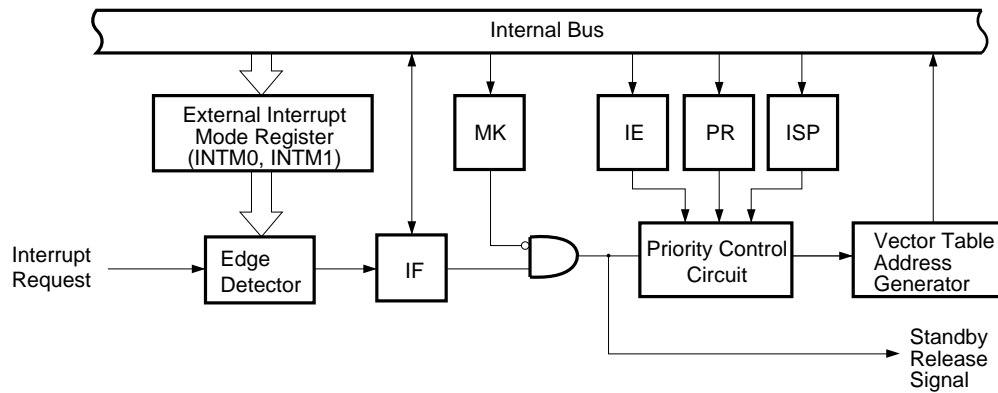 Internal Bus
External Interrupt
Mode Register
(INTM0, INTM1)
MK
IE
PR
ISP
Interrupt
Request
Edge
Detector
IF
Priority Control
Circuit
Vector Table
Address
Generator
Standby
Release
Signal